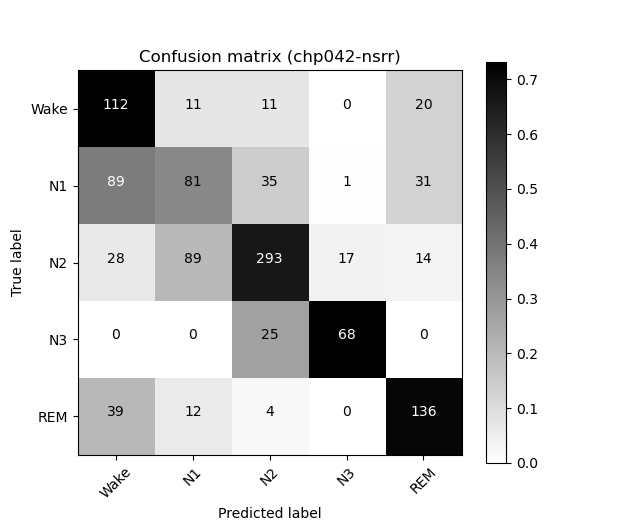 Confusion matrix (chp042-nsrr)
Wake 112 11 11 0 20
N1 89 81 35 1 31
N2 28 89 293 17 14
N3 0 0 25 68 0
REM 39 12 4 0 136
Wake N1 N2 N3 REM
True label
Predicted label
0.7
0.6
0.5
0.4
0.3
0.2
0.1
0.0